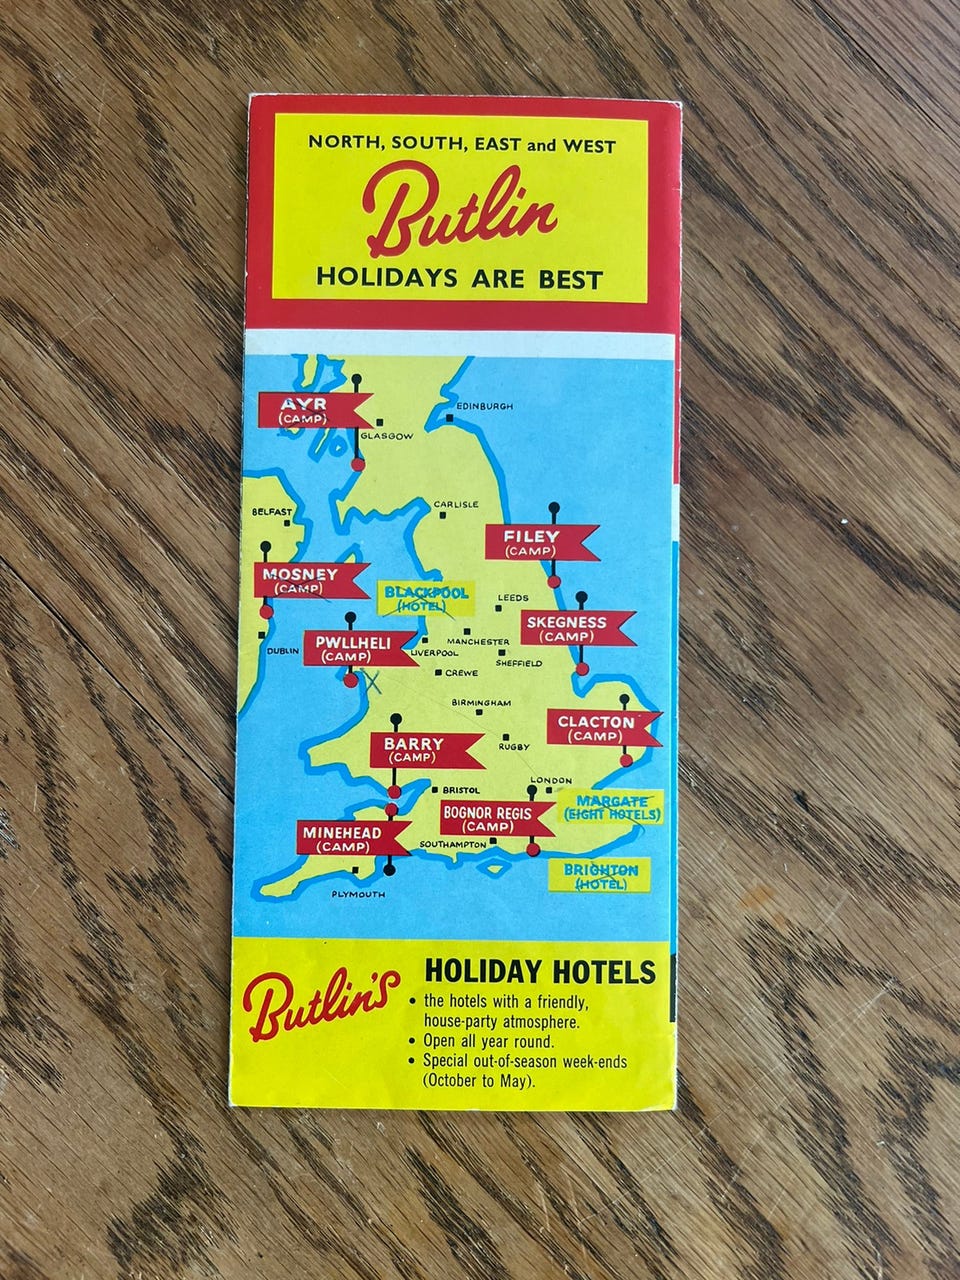 NORTH, SOUTH, EAST and WEST
Butlin
HOLIDAYS ARE BEST
AYR
(CAMP)
EDINBURGH
GLASGOW
BELFAST
CARLISLE
FILEY
(CAMP)
MOSNEY
(CAMP)
BLACKPOOL
(HOTEL)
LEEDS
SKEGNESS
(CAMP)
DUBLIN
PWLLHELI
(CAMP)
LIVERPOOL
MANCHESTER
SHEFFIELD
CREWE
BIRMINGHAM
CLACTON
(CAMP)
BARRY
(CAMP)
RUGBY
BRISTOL
LONDON
MARGATE
(EIGHT HOTELS)
BOGNOR REGIS
(CAMP)
MINEHEAD
(CAMP)
SOUTHAMPTON
BRIGHTON
(HOTEL)
PLYMOUTH
Butlin's
HOLIDAY HOTELS
• the hotels with a friendly,
house-party atmosphere.
• Open all year round.
• Special out-of-season week-ends
(October to May).